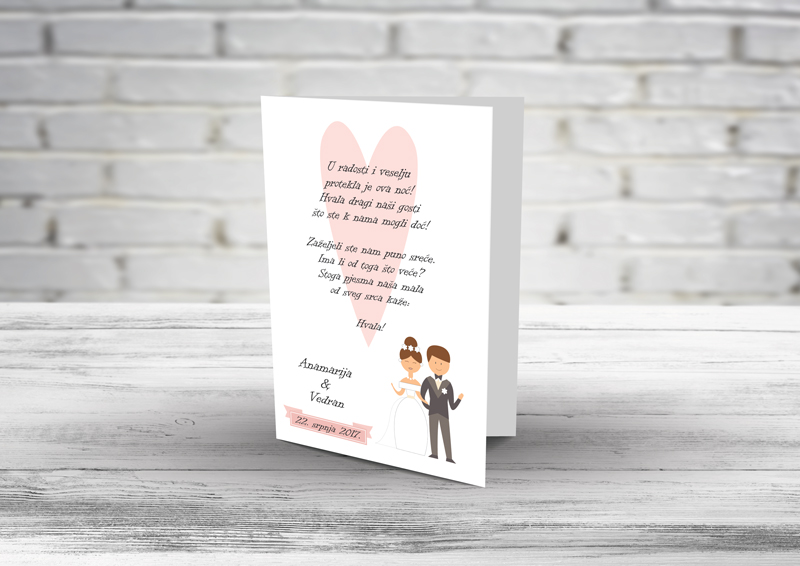 U radosti i veselju
protekla je ova noć!
Hvala dragi naši gosti
što ste k nama mogli doć!
Zaželjeli ste nam puno sreće.
Ima li od toga što veće?
Stoga pjesma naša mala
od sveg srca kaže:
Hvala!
Anamarija
&
Vedran
22. srpnja 2017.